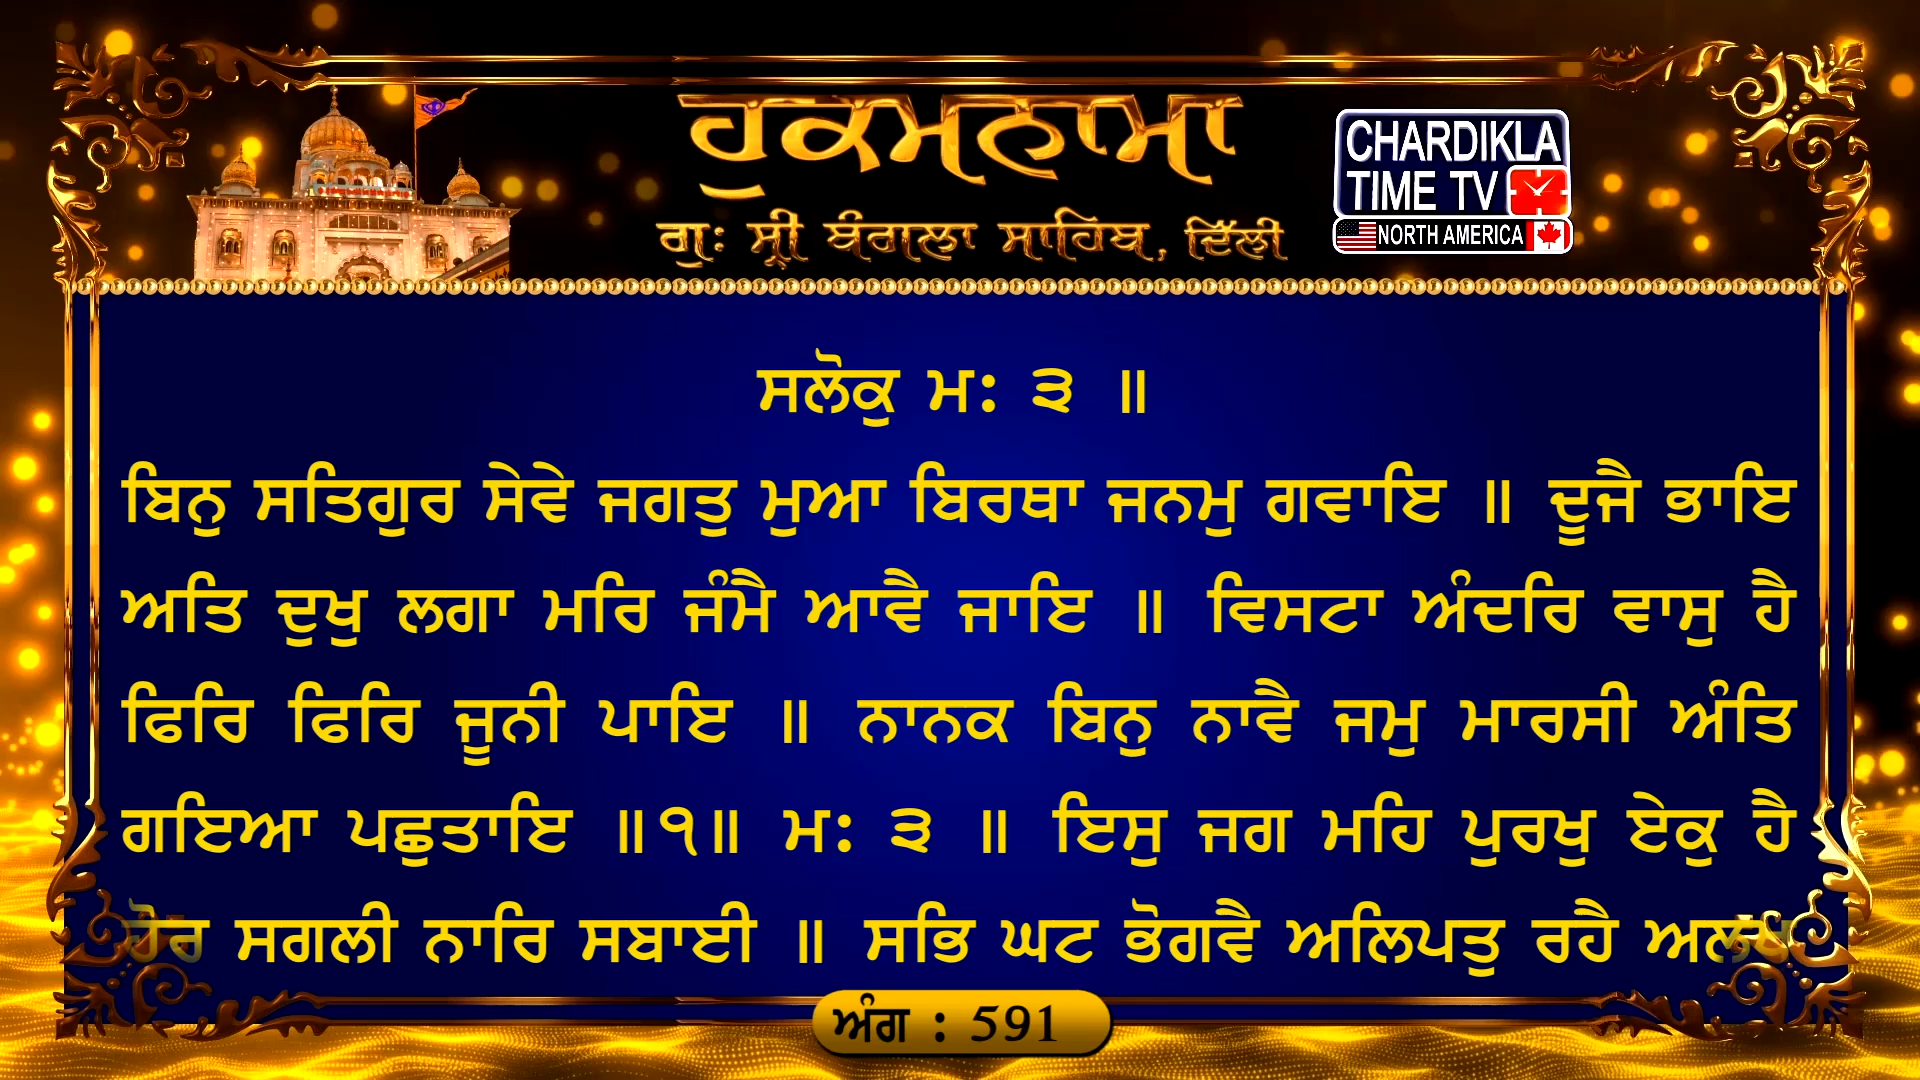 ਹੁਕਮਨਾਮਾ
ਗੁਃ ਸ੍ਰੀ ਬੰਗਲਾ ਸਾਹਿਬ, ਦਿੱਲੀ
CHARDIKLA
TIME TV
NORTH AMERICA
ਸਲੋਕੁ ਮਃ ੩ ॥
ਬਿਨੁ ਸਤਿਗੁਰ ਸੇਵੇ ਜਗਤੁ ਮੁਆ ਬਿਰਥਾ ਜਨਮੁ ਗਵਾਇ ॥ ਦੂਜੈ ਭਾਇ
ਅਤਿ ਦੁਖੁ ਲਗਾ ਮਰਿ ਜੰਮੈ ਆਵੈ ਜਾਇ ॥ ਵਿਸਟਾ ਅੰਦਰਿ ਵਾਸੁ ਹੈ
ਫਿਰਿ ਫਿਰਿ ਜੂਨੀ ਪਾਇ ॥ ਨਾਨਕ ਬਿਨੁ ਨਾਵੈ ਜਮੁ ਮਾਰਸੀ ਅੰਤਿ
ਗਇਆ ਪਛੁਤਾਇ ॥੧॥ ਮਃ ੩ ॥ ਇਸੁ ਜਗ ਮਹਿ ਪੁਰਖੁ ਏਕੁ ਹੈ
ਹੋਰ ਸਗਲੀ ਨਾਰਿ ਸਬਾਈ ॥ ਸਭਿ ਘਟ ਭੋਗਵੈ ਅਲਿਪਤੁ ਰਹੈ ਅਲਖੁ
ਅੰਗ : 591